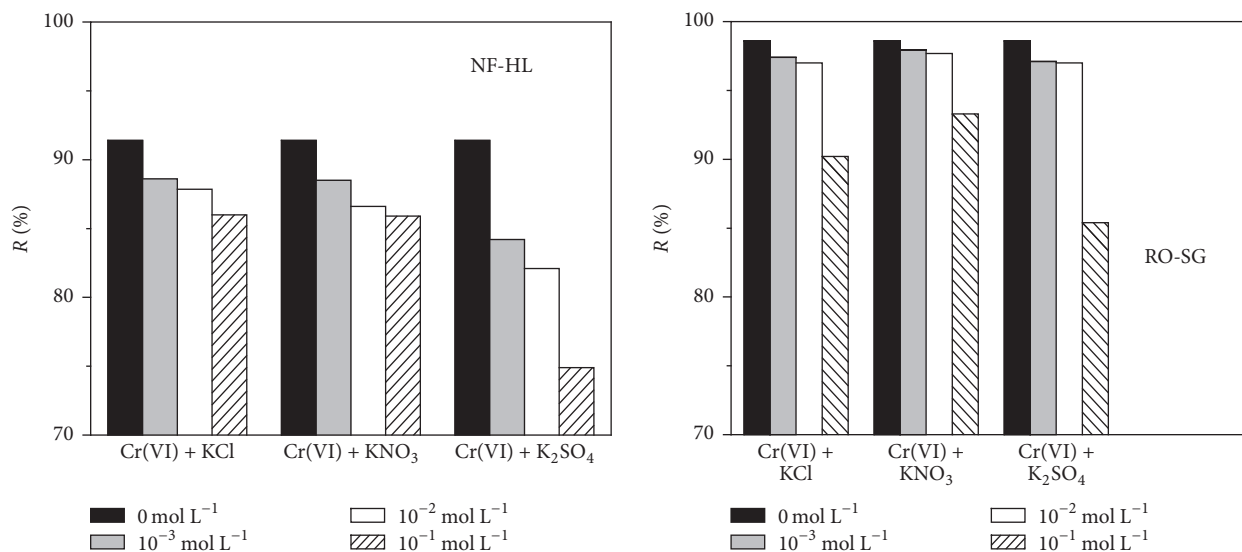 100
90
80
70
R (%)
NF-HL
Cr(VI) + KCl
Cr(VI) + KNO₃
Cr(VI) + K₂SO₄
0 mol L⁻¹
10⁻³ mol L⁻¹
10⁻² mol L⁻¹
10⁻¹ mol L⁻¹
100
90
80
70
R (%)
RO-SG
Cr(VI) +
KCl
Cr(VI) +
KNO₃
Cr(VI) +
K₂SO₄
0 mol L⁻¹
10⁻³ mol L⁻¹
10⁻² mol L⁻¹
10⁻¹ mol L⁻¹